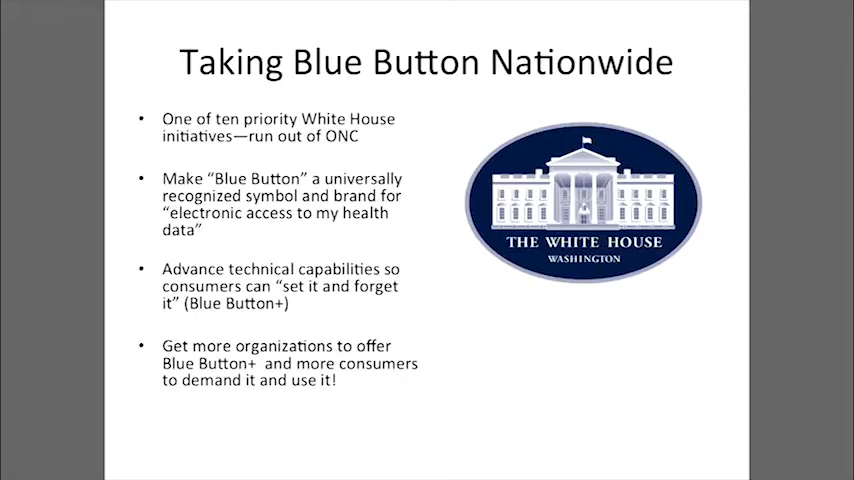 Taking Blue Button Nationwide
• One of ten priority White House
initiatives—run out of ONC
• Make “Blue Button” a universally
recognized symbol and brand for
“electronic access to my health
data”
• Advance technical capabilities so
consumers can “set it and forget
it” (Blue Button+)
• Get more organizations to offer
Blue Button+ and more consumers
to demand it and use it!
THE WHITE HOUSE
WASHINGTON